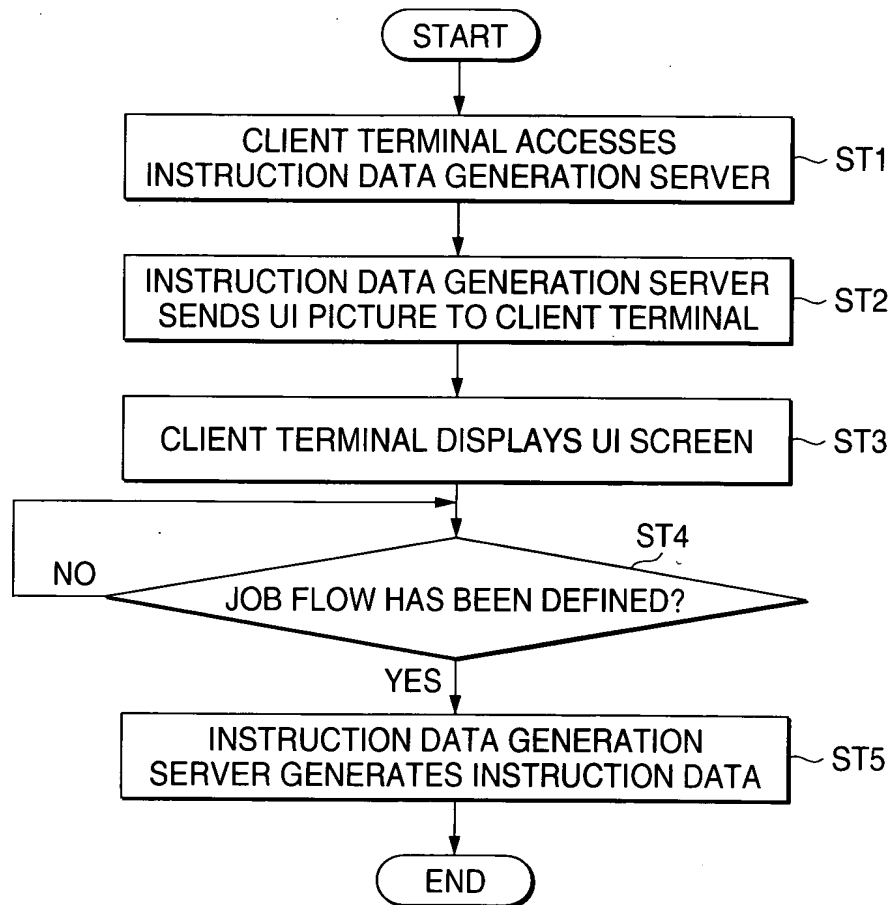 START
CLIENT TERMINAL ACCESSES
INSTRUCTION DATA GENERATION SERVER
ST1
INSTRUCTION DATA GENERATION SERVER
SENDS UI PICTURE TO CLIENT TERMINAL
ST2
CLIENT TERMINAL DISPLAYS UI SCREEN
ST3
ST4
NO
JOB FLOW HAS BEEN DEFINED?
YES
INSTRUCTION DATA GENERATION
SERVER GENERATES INSTRUCTION DATA
ST5
END